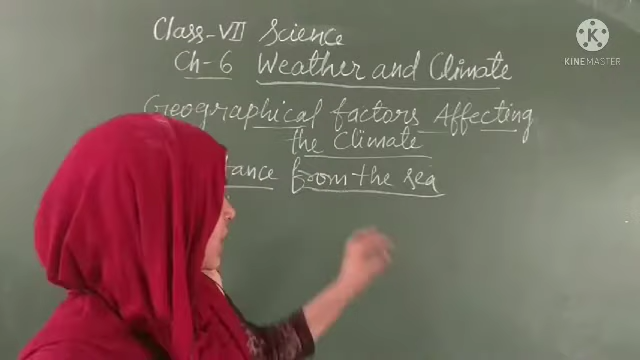 Class-VII Science
Ch-6 Weather and Climate
Geographical factors Affecting
the Climate
from the sea
KINEMASTER